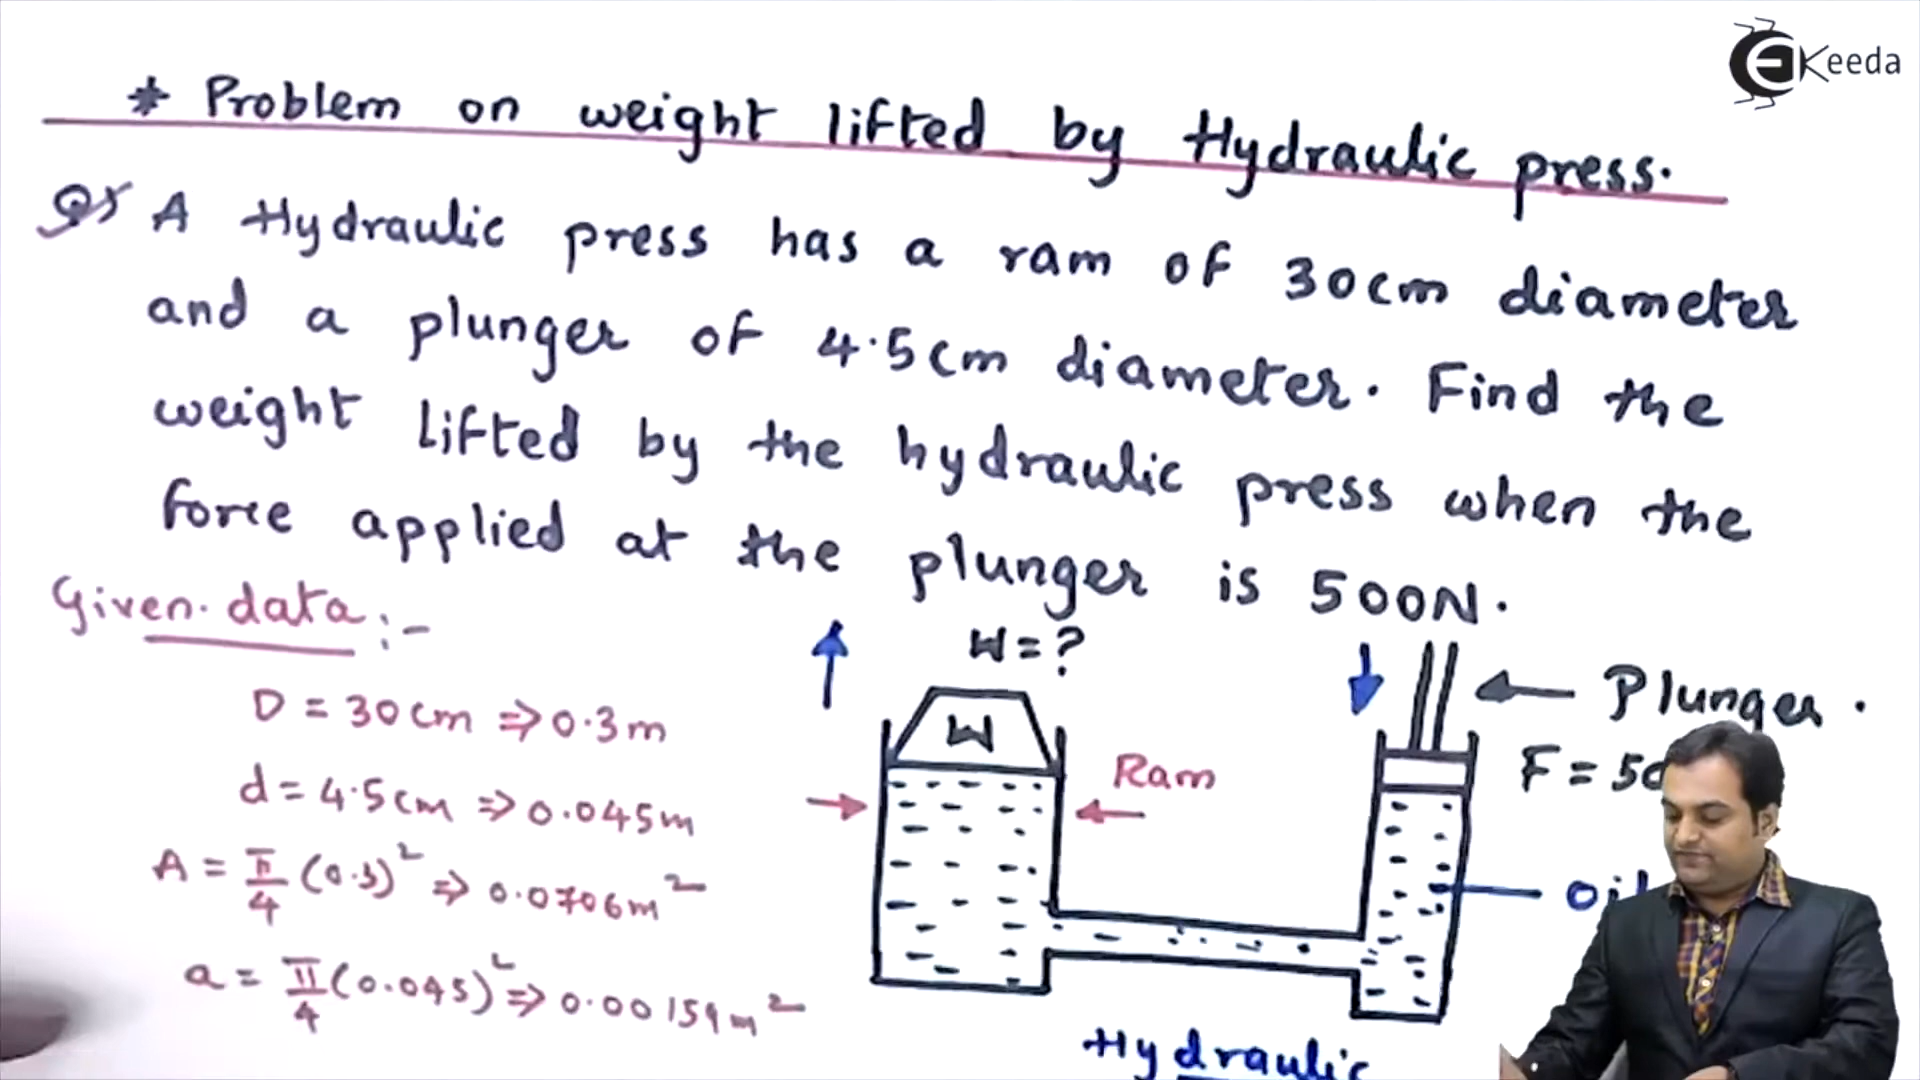 EKeeda
* Problem on weight lifted by Hydraulic press.
Q> A Hydraulic press has a ram of 30cm diameter
and a plunger of 4.5cm diameter. Find the
weight lifted by the hydraulic press when the
force applied at the plunger is 500N.
Given data :-
D = 30cm ⇒ 0.3m
d = 4.5cm ⇒ 0.045m
A = π/4 (0.3)² ⇒ 0.0706m²
a = π/4 (0.045)² ⇒ 0.00159m²
W = ?
W
Ram
Plunger.
F = 50
Oil
Hydraulic